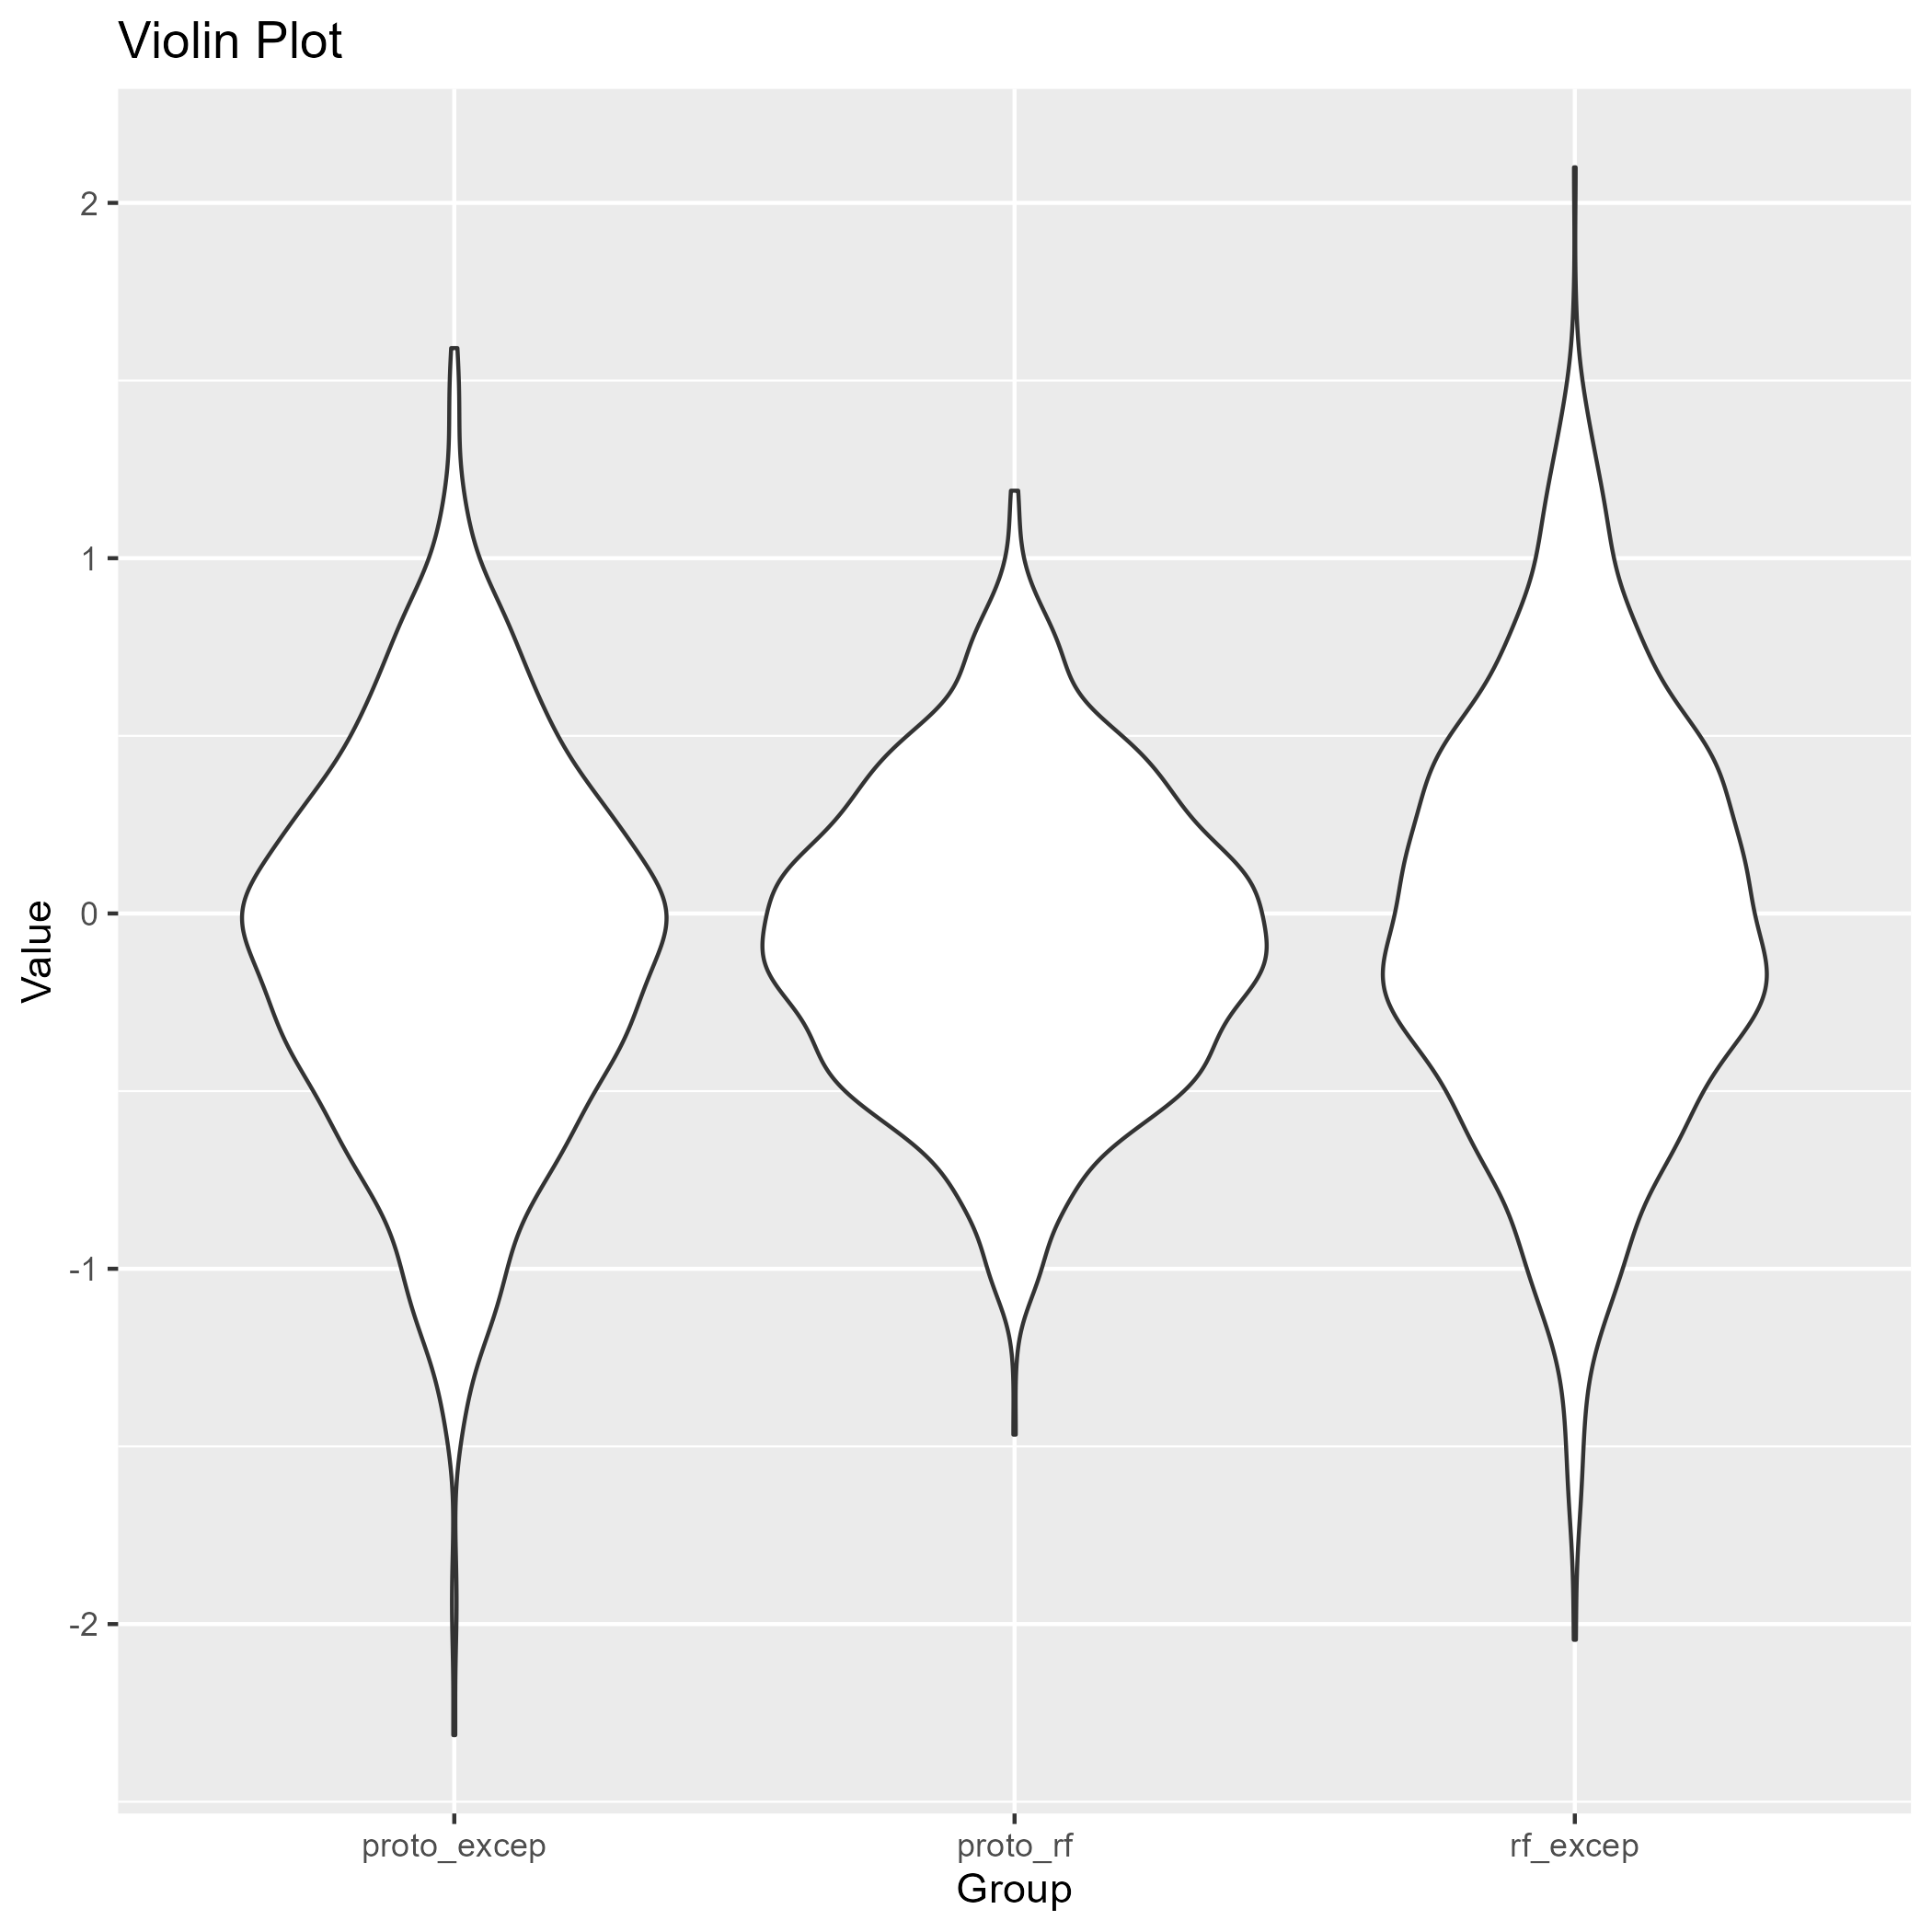 Violin Plot
2
1
0
-1
-2
Value
proto_excep
proto_rf
rf_excep
Group